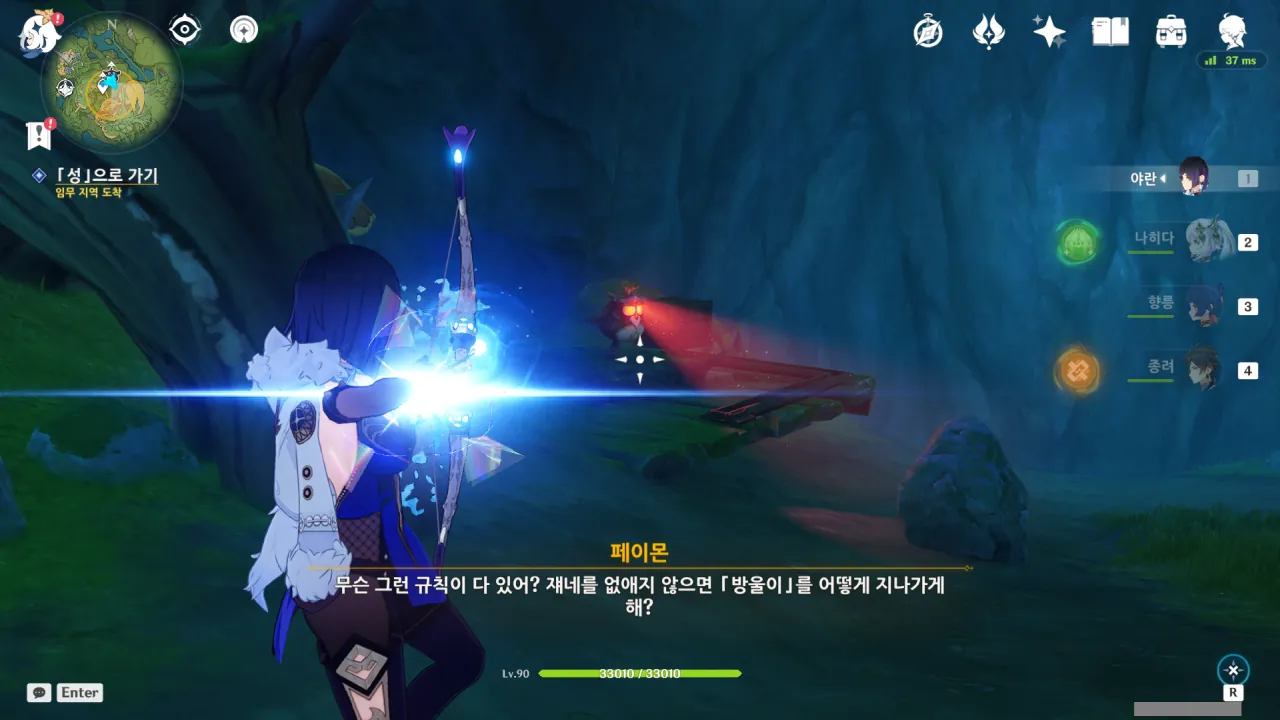 N
37 ms
「성」으로 가기
임무 지역 도착
야란
1
나히다
2
향릉
3
종려
4
페이몬
무슨 그런 규칙이 다 있어? 쟤네를 없애지 않으면 「방울이」를 어떻게 지나가게
해?
Lv.90
33010 / 33010
Enter
R